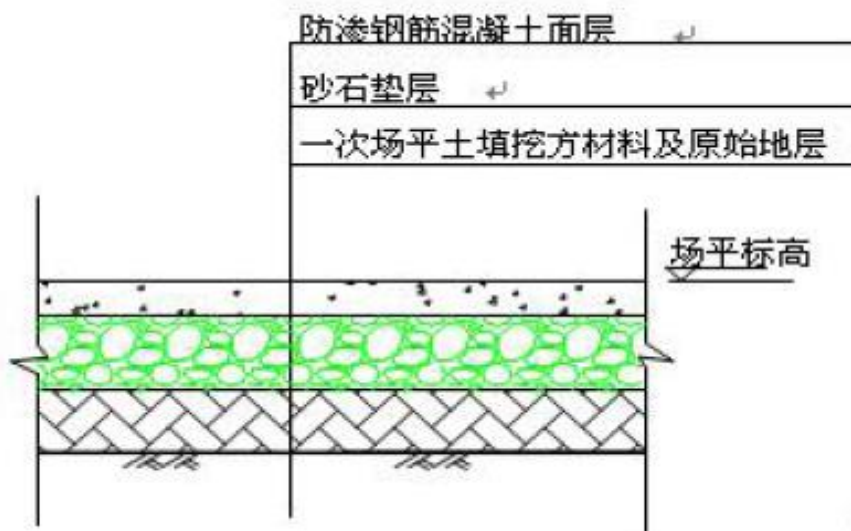 防渗钢筋混凝土面层
砂石垫层
一次场平土填挖方材料及原始地层
场平标高